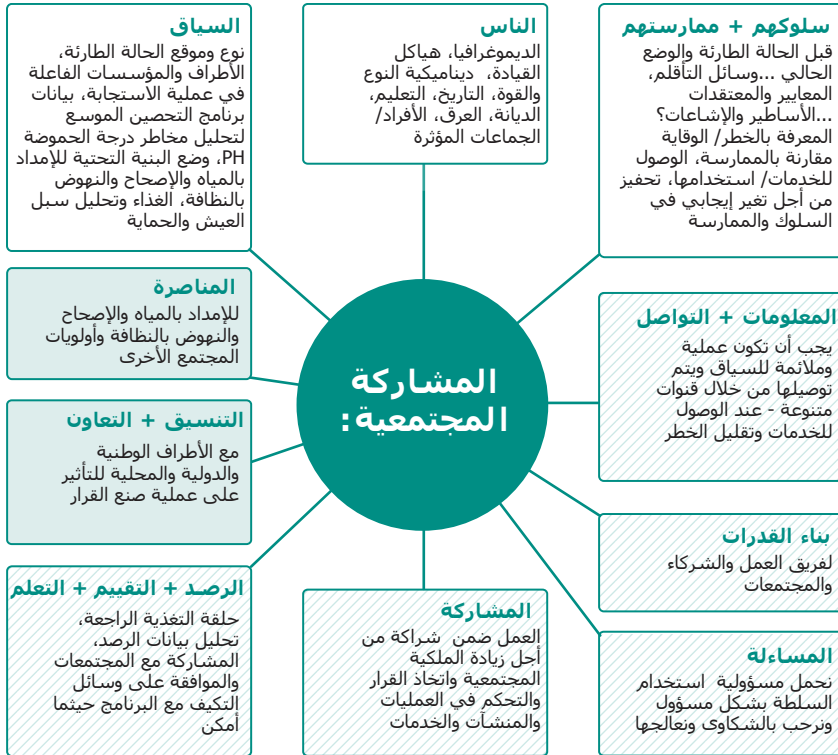 سلوكهم + ممارستهم
قبل الحالة الطارئة والوضع
الحالي ...وسائل التأقلم،
المعايير والمعتقدات
...الأساطير والإشاعات؟
المعرفة بالخطر/ الوقاية
مقارنة بالممارسة، الوصول
للخدمات/ استخدامها، تحفيز
من أجل تغير إيجابي في
السلوك والممارسة
الناس
الديموغرافيا، هياكل
القيادة، ديناميكية النوع
والقوة، التاريخ، التعليم،
الديانة، العرق، الأفراد/
الجماعات المؤثرة
السياق
نوع وموقع الحالة الطارئة،
الأطراف والمؤسسات الفاعلة
في عملية الاستجابة، بيانات
برنامج التحصين الموسع
لتحليل مخاطر درجة الحموضة
PH، وضع البنية التحتية للإمداد
بالمياه والإصحاح والنهوض
بالنظافة، الغذاء وتحليل سبل
العيش والحماية
المعلومات + التواصل
يجب أن تكون عملية
وملائمة للسياق ويتم
توصيلها من خلال قنوات
متنوعة - عند الوصول
للخدمات وتقليل الخطر
المشاركة
المجتمعية:
المناصرة
للإمداد بالمياه والإصحاح
والنهوض بالنظافة وأولويات
المجتمع الأخرى
التنسيق + التعاون
مع الأطراف الوطنية
والدولية والمحلية للتأثير
على عملية صنع القرار
بناء القدرات
لفريق العمل والشركاء
والمجتمعات
المساءلة
نحمل مسؤولية استخدام
السلطة بشكل مسؤول
ونرحب بالشكاوى ونعالجها
المشاركة
العمل ضمن شراكة من
أجل زيادة الملكية
المجتمعية واتخاذ القرار
والتحكم في العمليات
والمنشآت والخدمات
الرصد + التقييم + التعلم
حلقة التغذية الراجعة،
تحليل بيانات الرصد،
المشاركة مع المجتمعات
والموافقة على وسائل
التكيف مع البرنامج حيثما
أمكن